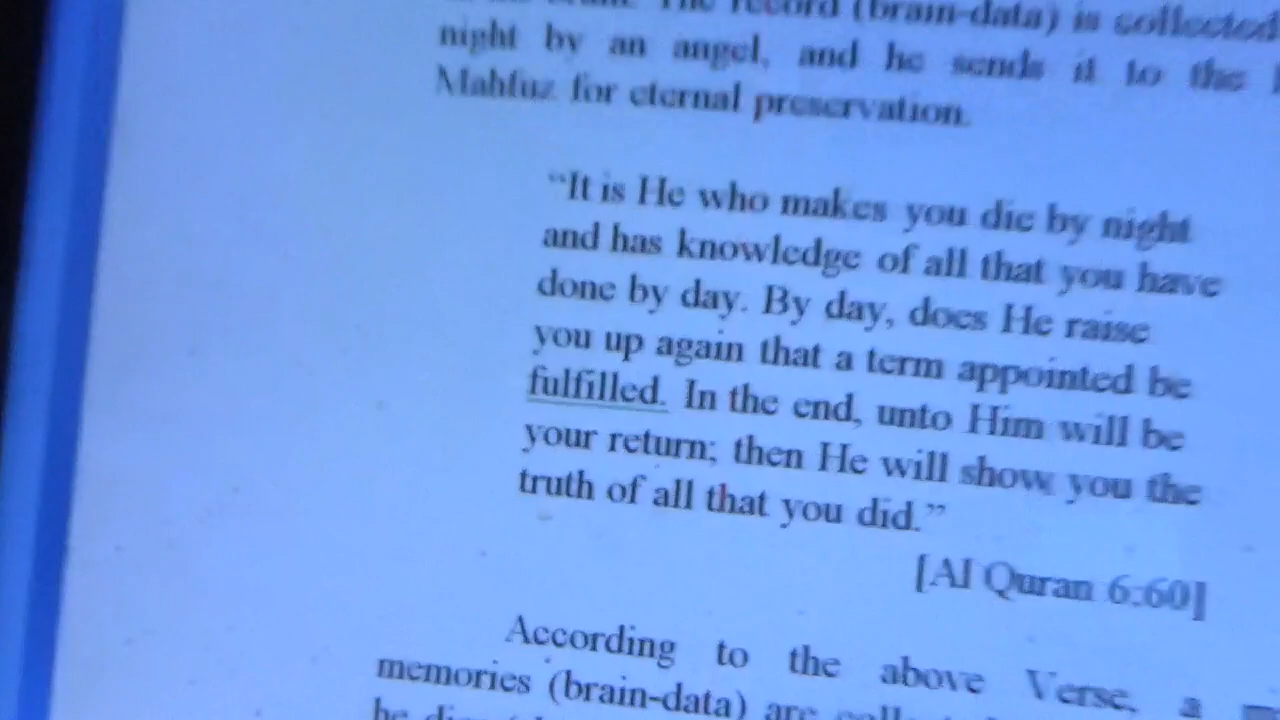 The record (brain-data) is collected
night by an angel, and he sends it to the
Mahfuz for eternal preservation.
“It is He who makes you die by night
and has knowledge of all that you have
done by day. By day, does He raise
you up again that a term appointed be
fulfilled. In the end, unto Him will be
your return; then He will show you the
truth of all that you did.”
[Al Quran 6:60]
According to the above Verse, a
memories (brain-data) are